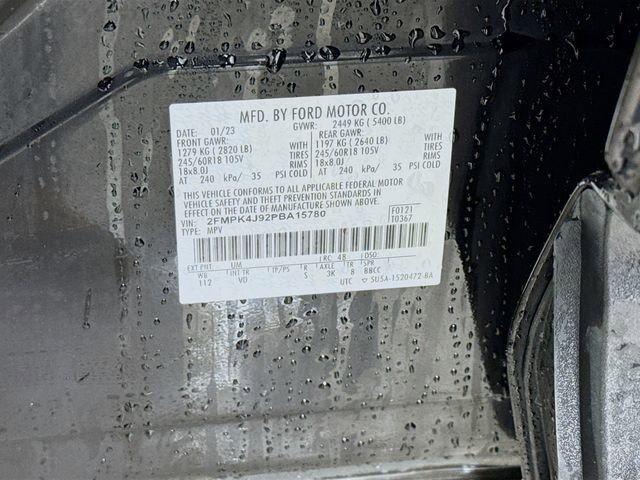 MFD. BY FORD MOTOR CO.
DATE: 01/23 GVWR: 2449 KG ( 5400 LB)
FRONT GAWR: WITH REAR GAWR: WITH
1279 KG ( 2820 LB) TIRES 1197 KG ( 2640 LB) TIRES
245/60R18 105V RIMS 245/60R18 105V RIMS
18x8.0J 18x8.0J
AT 240 kPa/ 35 PSI COLD AT 240 kPa/ 35 PSI COLD
THIS VEHICLE CONFORMS TO ALL APPLICABLE FEDERAL MOTOR
VEHICLE SAFETY AND THEFT PREVENTION STANDARDS IN
EFFECT ON THE DATE OF MANUFACTURE SHOWN ABOVE.
VIN: 2FMPK4J92PBA15780 F0121
TYPE: MPV T0367
EXT PNT: UM RC: 48 DSO:
WB INT TR TP/PS R AXLE TR SPR
112 VD S 3K 8 BBCC
UTC ▽ SU5A-1520472-BA